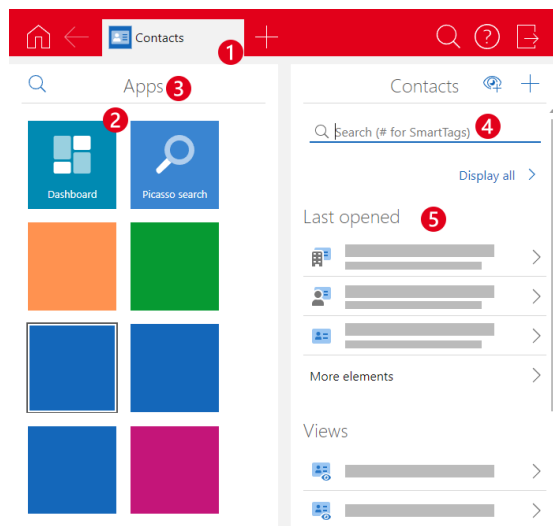 Contacts
1
Apps 3
2
Dashboard
Picasso search
Contacts
Search (# for SmartTags) 4
Display all
Last opened 5
More elements
Views